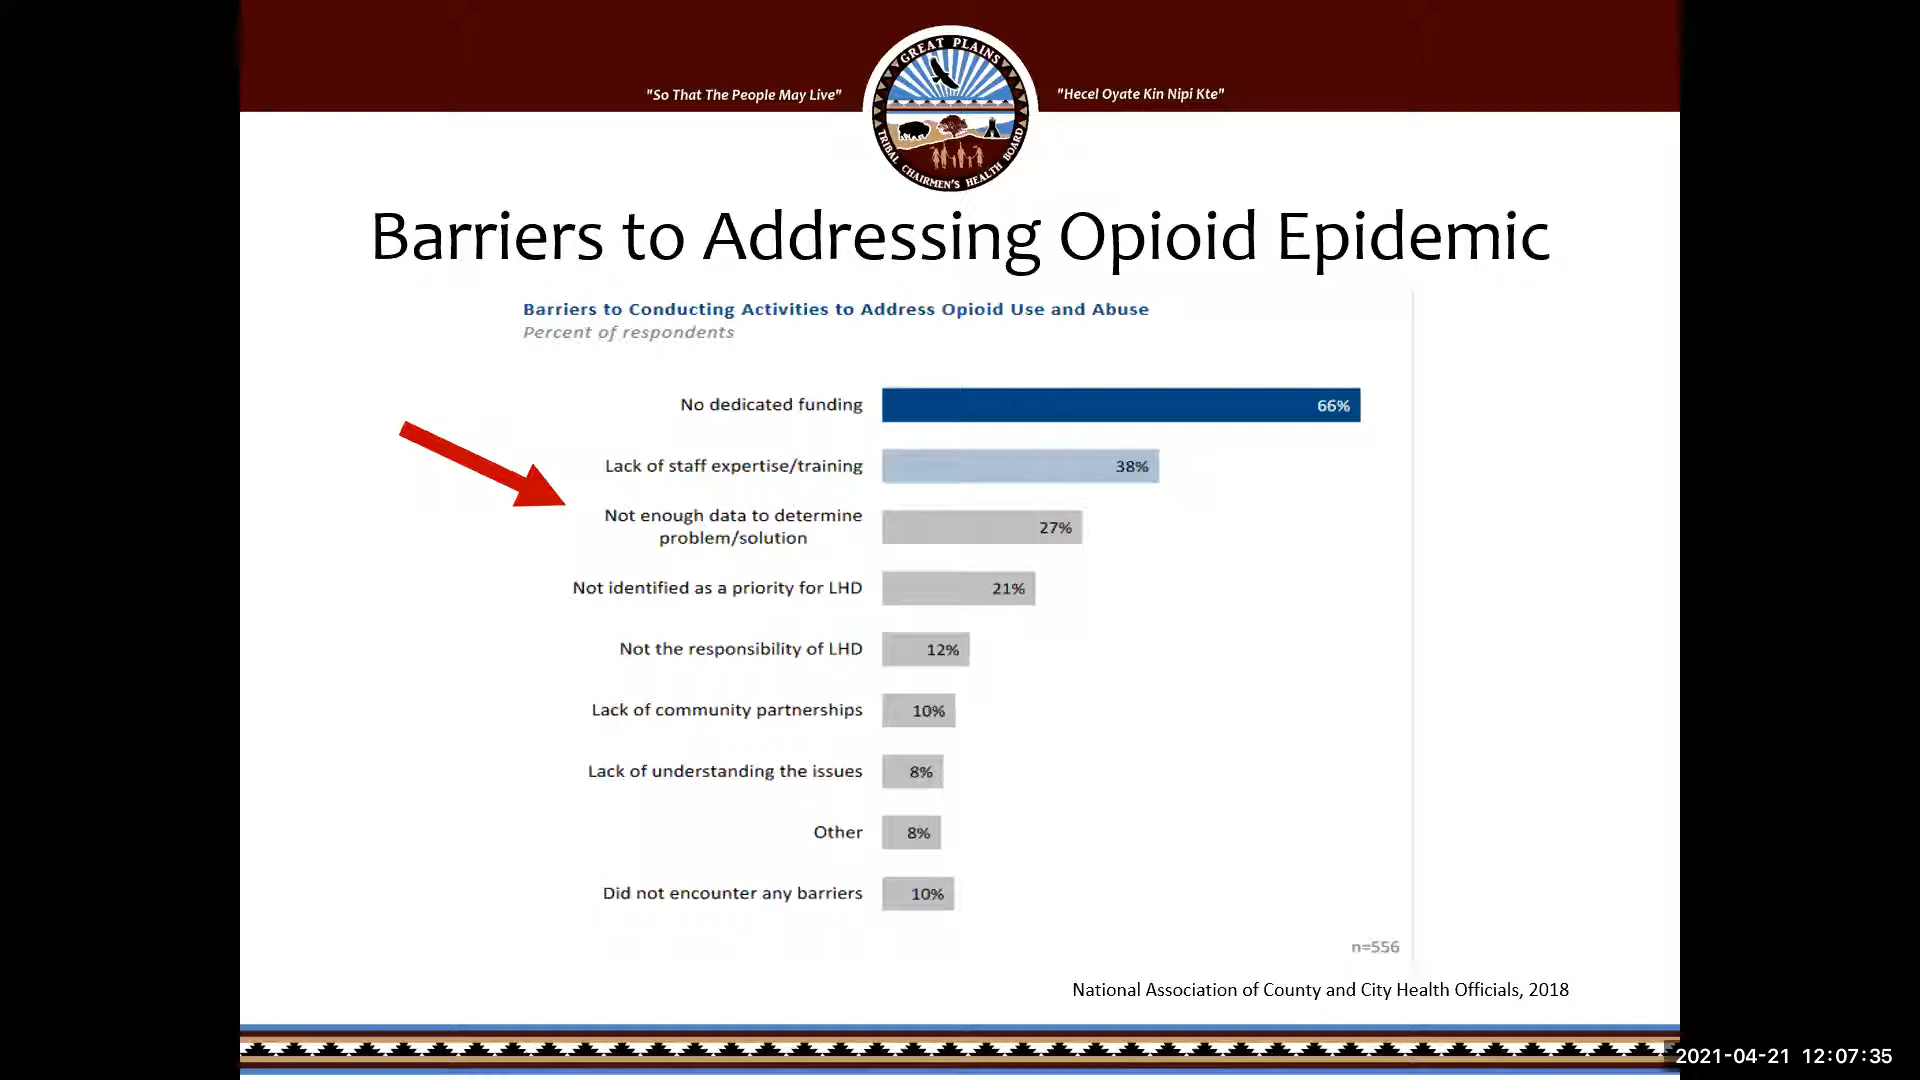 GREAT PLAINS
TRIBAL CHAIRMEN'S HEALTH BOARD
"So That The People May Live"
"Hecel Oyate Kin Nipi Kte"
Barriers to Addressing Opioid Epidemic
Barriers to Conducting Activities to Address Opioid Use and Abuse
Percent of respondents
No dedicated funding 66%
Lack of staff expertise/training 38%
Not enough data to determine
problem/solution 27%
Not identified as a priority for LHD 21%
Not the responsibility of LHD 12%
Lack of community partnerships 10%
Lack of understanding the issues 8%
Other 8%
Did not encounter any barriers 10%
n=556
National Association of County and City Health Officials, 2018
2021-04-21 12:07:35